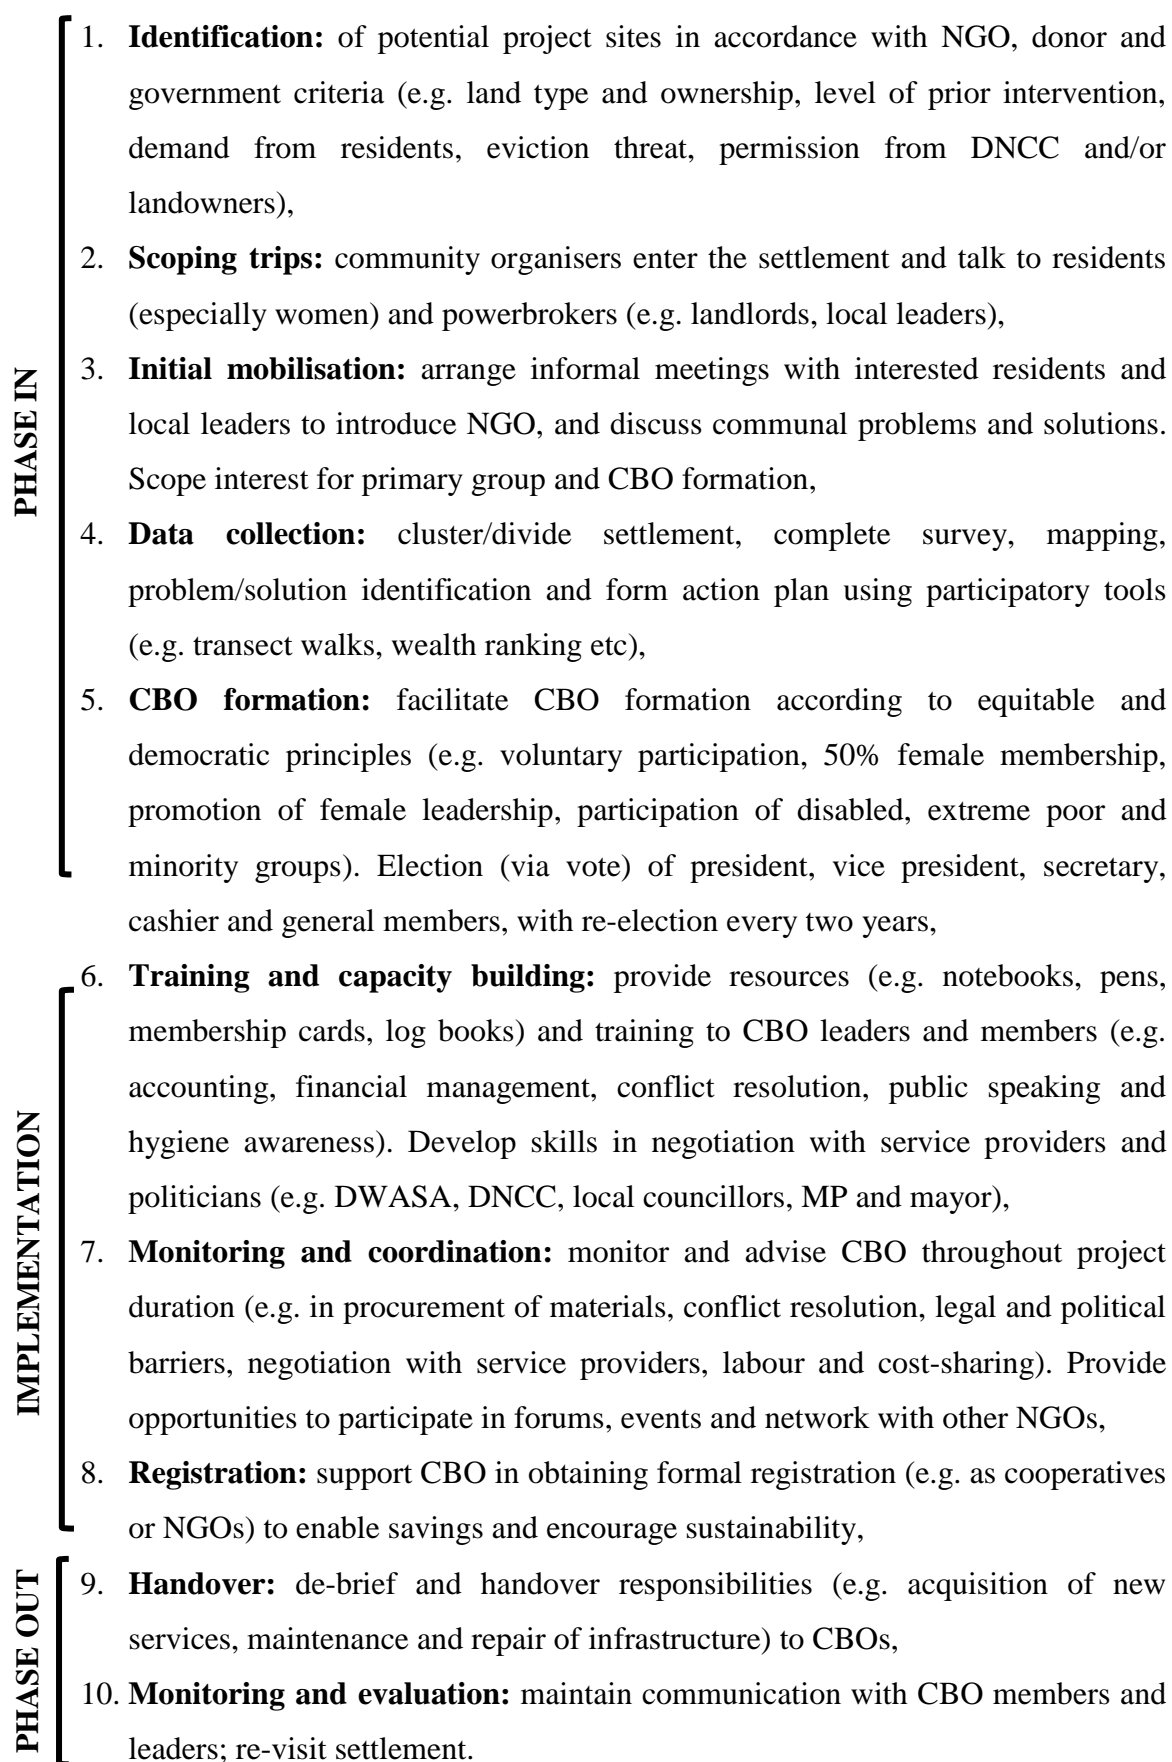 PHASE IN
1. Identification: of potential project sites in accordance with NGO, donor and
government criteria (e.g. land type and ownership, level of prior intervention,
demand from residents, eviction threat, permission from DNCC and/or
landowners),
2. Scoping trips: community organisers enter the settlement and talk to residents
(especially women) and powerbrokers (e.g. landlords, local leaders),
3. Initial mobilisation: arrange informal meetings with interested residents and
local leaders to introduce NGO, and discuss communal problems and solutions.
Scope interest for primary group and CBO formation,
4. Data collection: cluster/divide settlement, complete survey, mapping,
problem/solution identification and form action plan using participatory tools
(e.g. transect walks, wealth ranking etc),
5. CBO formation: facilitate CBO formation according to equitable and
democratic principles (e.g. voluntary participation, 50% female membership,
promotion of female leadership, participation of disabled, extreme poor and
minority groups). Election (via vote) of president, vice president, secretary,
cashier and general members, with re-election every two years,
IMPLEMENTATION
6. Training and capacity building: provide resources (e.g. notebooks, pens,
membership cards, log books) and training to CBO leaders and members (e.g.
accounting, financial management, conflict resolution, public speaking and
hygiene awareness). Develop skills in negotiation with service providers and
politicians (e.g. DWASA, DNCC, local councillors, MP and mayor),
7. Monitoring and coordination: monitor and advise CBO throughout project
duration (e.g. in procurement of materials, conflict resolution, legal and political
barriers, negotiation with service providers, labour and cost-sharing). Provide
opportunities to participate in forums, events and network with other NGOs,
8. Registration: support CBO in obtaining formal registration (e.g. as cooperatives
or NGOs) to enable savings and encourage sustainability,
PHASE OUT
9. Handover: de-brief and handover responsibilities (e.g. acquisition of new
services, maintenance and repair of infrastructure) to CBOs,
10. Monitoring and evaluation: maintain communication with CBO members and
leaders; re-visit settlement.